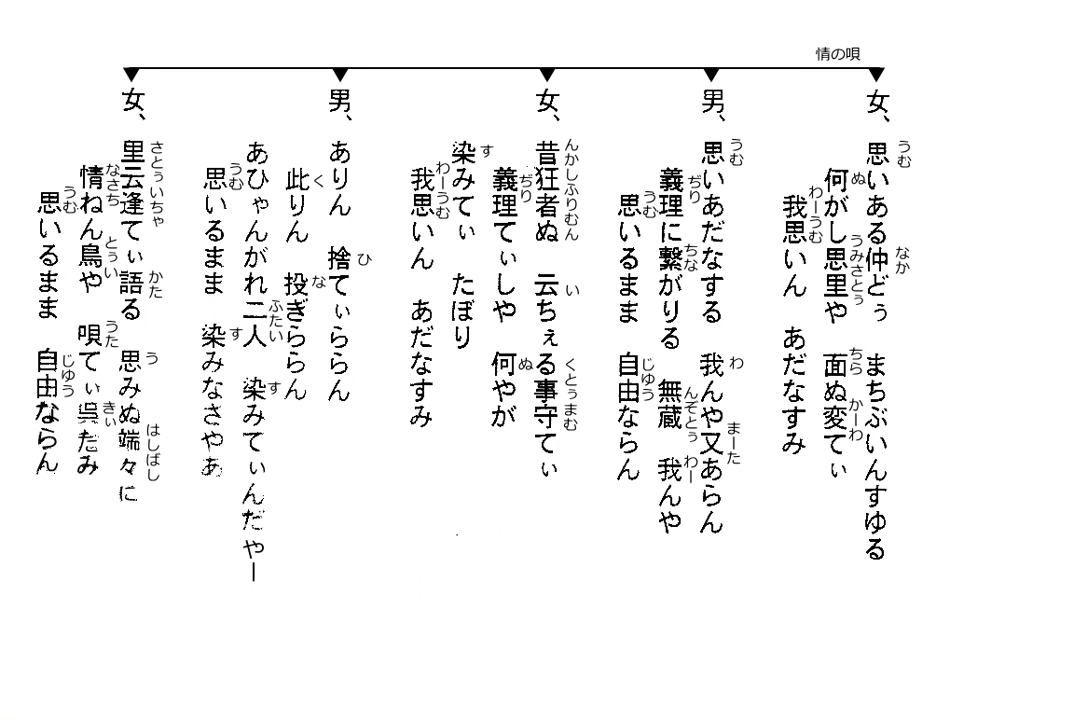 情の唄
女、思いある仲どぅ　まちぶいんすゆる
何がし思里や　面ぬ変てぃ
我思いん　あだなすみ
男、思いあだなする　我んや又あらん
義理に繋がりる　無蔵　我んや
思いるまま　自由ならん
女、昔狂者ぬ　云ちぇる事守てぃ
義理てぃしや　何やが
染みてぃ　たぼり
我思いん　あだなすみ
男、ありん　捨てぃららん
此りん　投ぎららん
あひゃんがれ二人　染みてぃんだやー
思いるまま　染みなさやあ
女、里云逢てぃ語る　思みぬ端々に
情ねん鳥や　唄てぃ呉だみ
思いるまま　自由ならん